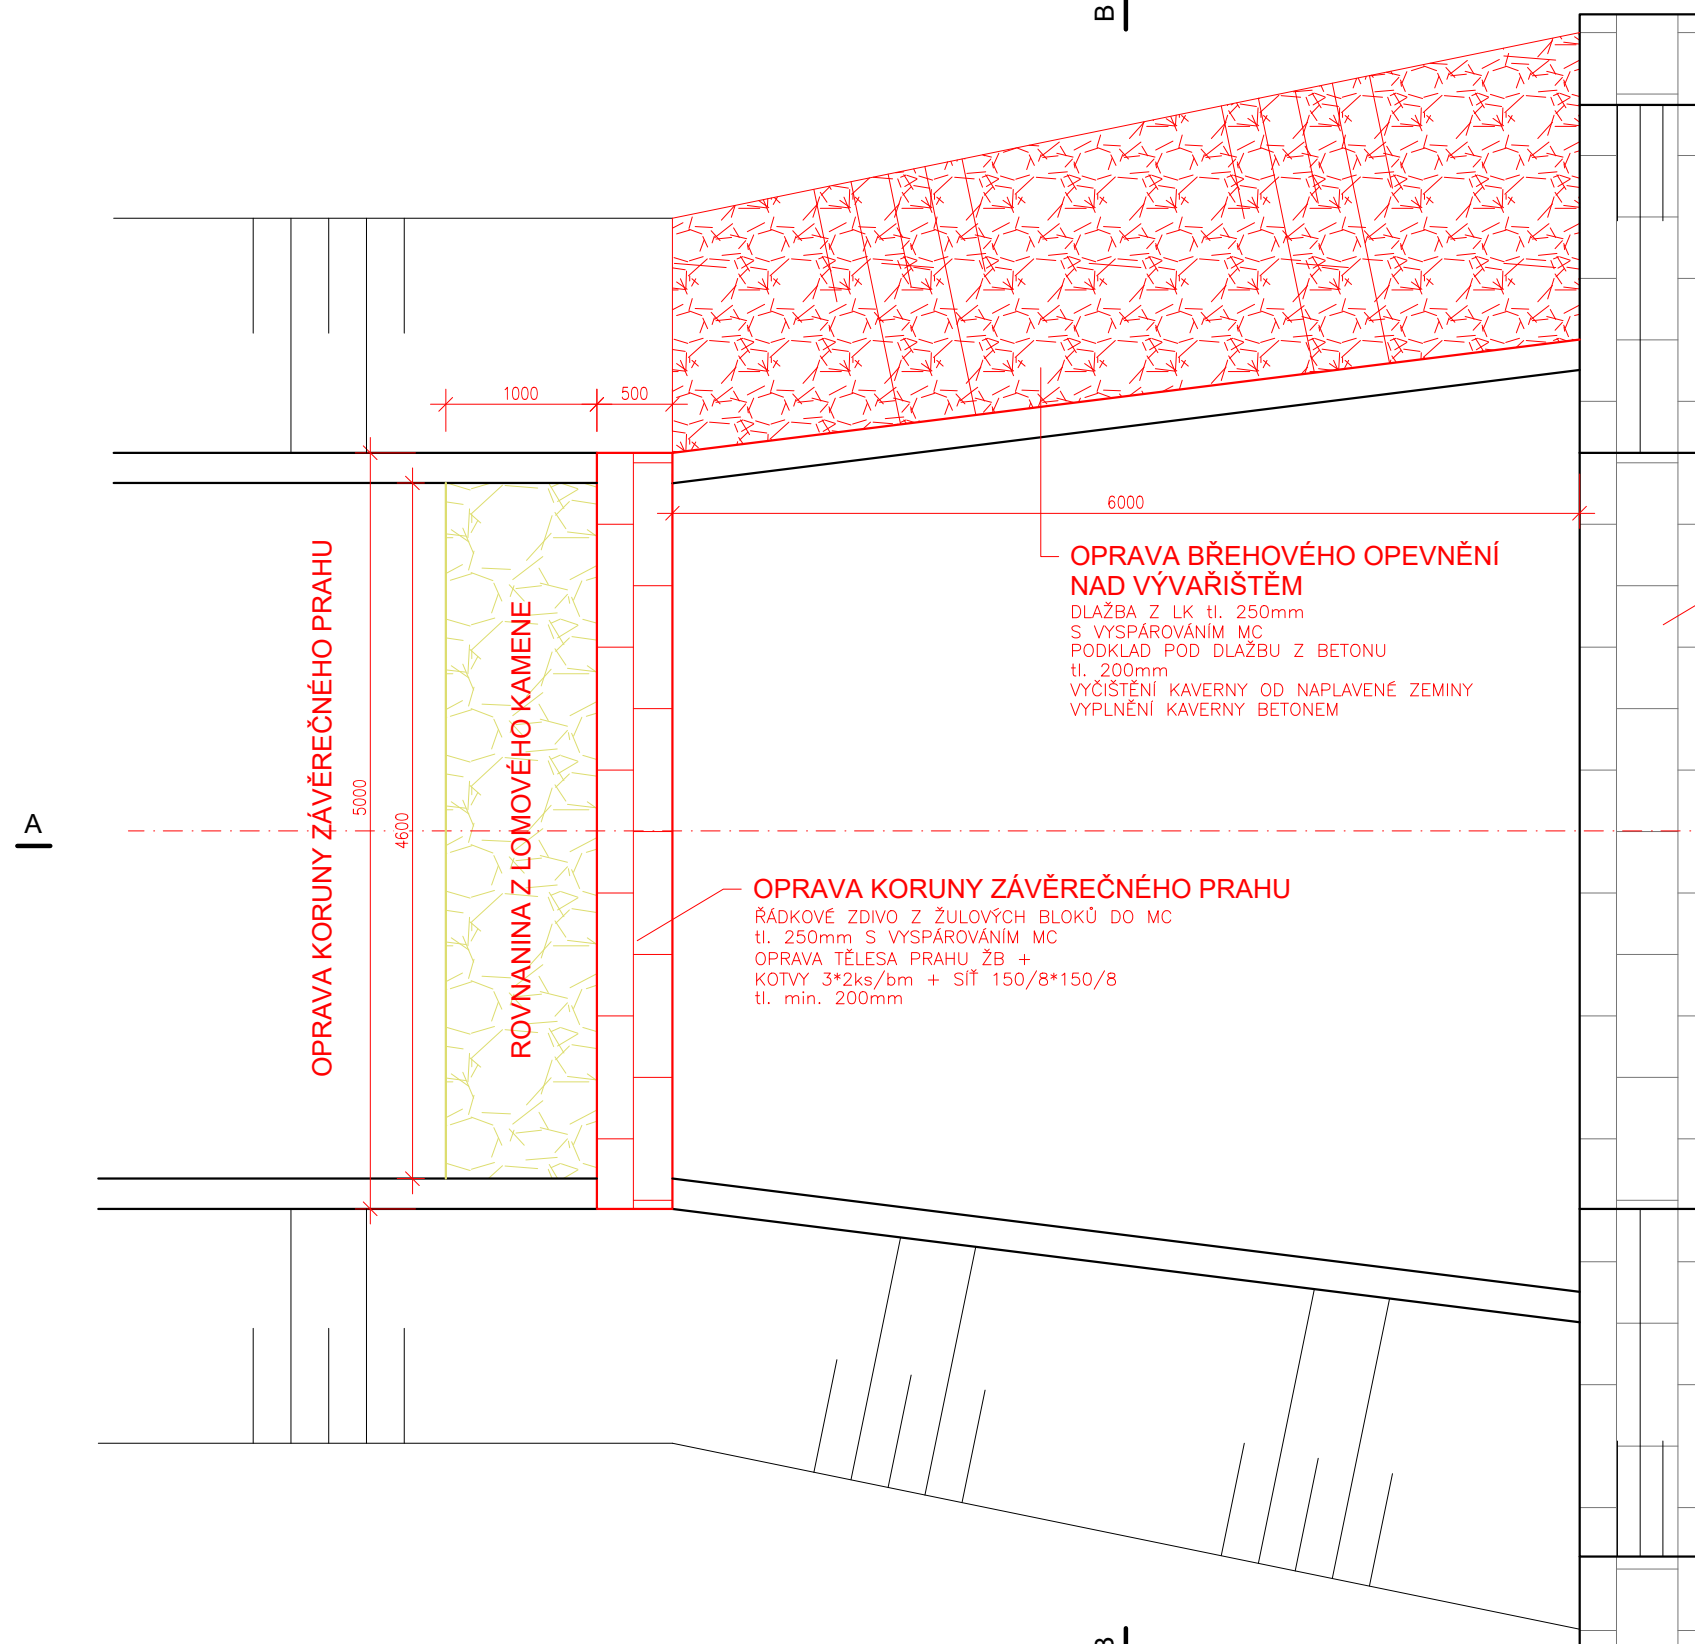 B
1000
500
6000
OPRAVA BŘEHOVÉHO OPEVNĚNÍ
NAD VÝVAŘIŠTĚM
DLAŽBA Z LK tl. 250mm
S VYSPÁROVÁNÍM MC
PODKLAD POD DLAŽBU Z BETONU
tl. 200mm
VYČIŠTĚNÍ KAVERNY OD NAPLAVENÉ ZEMINY
VYPLNĚNÍ KAVERNY BETONEM
OPRAVA KORUNY ZÁVĚREČNÉHO PRAHU
5000
4600
ROVNANINA Z LOMOVÉHO KAMENE
A
OPRAVA KORUNY ZÁVĚREČNÉHO PRAHU
ŘÁDKOVÉ ZDIVO Z ŽULOVÝCH BLOKŮ DO MC
tl. 250mm S VYSPÁROVÁNÍM MC
OPRAVA TĚLESA PRAHU ŽB +
KOTVY 3*2ks/bm + SÍŤ 150/8*150/8
tl. min. 200mm
B